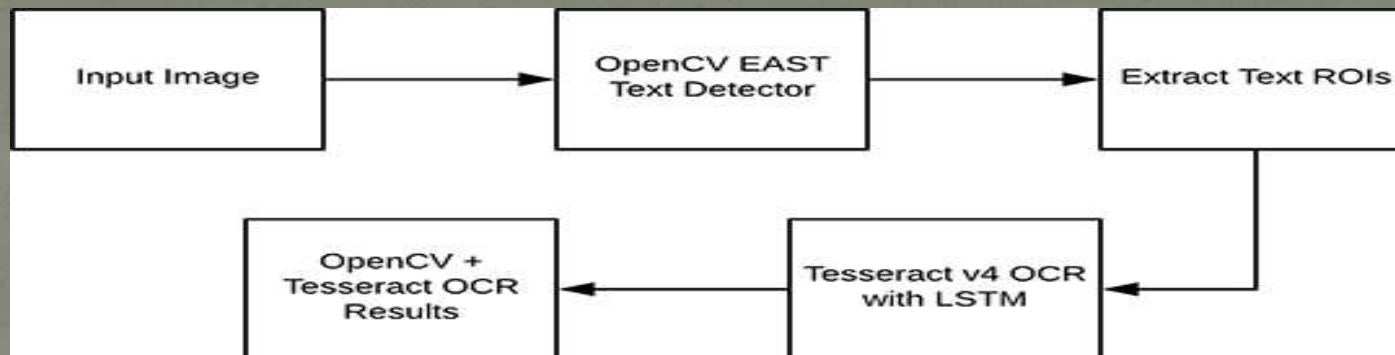 Input Image
OpenCV EAST
Text Detector
Extract Text ROIs
Tesseract v4 OCR
with LSTM
OpenCV +
Tesseract OCR
Results